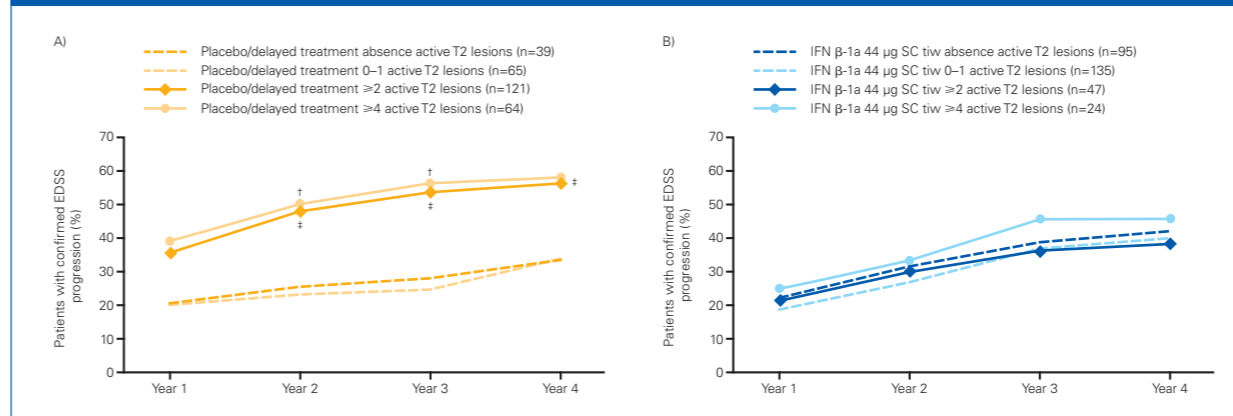 A)
Placebo/delayed treatment absence active T2 lesions (n=39)
Placebo/delayed treatment 0–1 active T2 lesions (n=65)
Placebo/delayed treatment ≥2 active T2 lesions (n=121)
Placebo/delayed treatment ≥4 active T2 lesions (n=64)
Patients with confirmed EDSS
progression (%)
70
60
50
40
30
20
10
0
† † ‡ ‡ ‡
Year 1 Year 2 Year 3 Year 4
B)
IFN β-1a 44 µg SC tiw absence active T2 lesions (n=95)
IFN β-1a 44 µg SC tiw 0–1 active T2 lesions (n=135)
IFN β-1a 44 µg SC tiw ≥2 active T2 lesions (n=47)
IFN β-1a 44 µg SC tiw ≥4 active T2 lesions (n=24)
Patients with confirmed EDSS
progression (%)
70
60
50
40
30
20
10
0
Year 1 Year 2 Year 3 Year 4